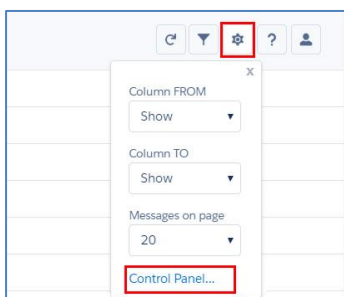 ?
x
Column FROM
Show
Column TO
Show
Messages on page
20
Control Panel...